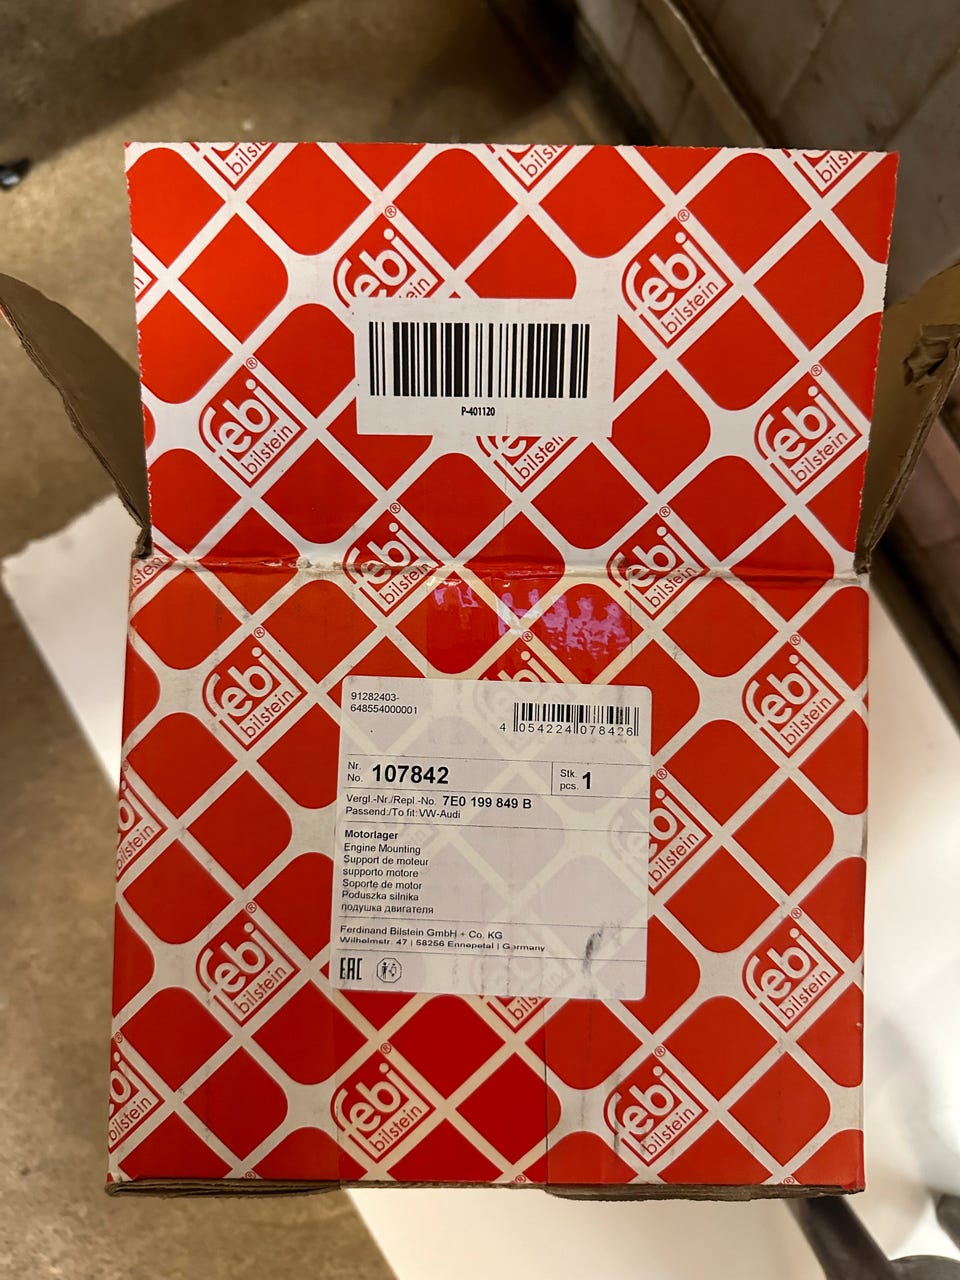 febi®
bilstein
P-401120
91282403-
648554000001
4 054224 078426
Nr.
No. 107842
Stk.
pcs. 1
Vergl.-Nr./Repl.-No. 7E0 199 849 B
Passend:/To fit: VW-Audi
Motorlager
Engine Mounting
Support de moteur
supporto motore
Soporte de motor
Poduszka silnika
подушка двигателя
Ferdinand Bilstein GmbH + Co. KG
Wilhelmstr. 47 | 58256 Ennepetal | Germany
EAC